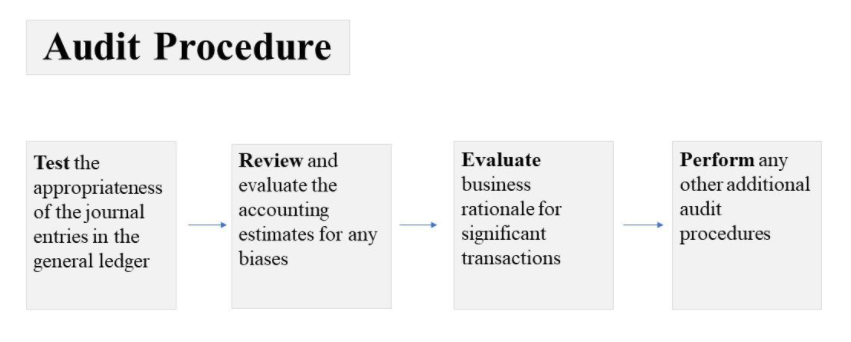 Audit Procedure
Test the
appropriateness
of the journal
entries in the
general ledger
Review and
evaluate the
accounting
estimates for any
biases
Evaluate
business
rationale for
significant
transactions
Perform any
other additional
audit
procedures